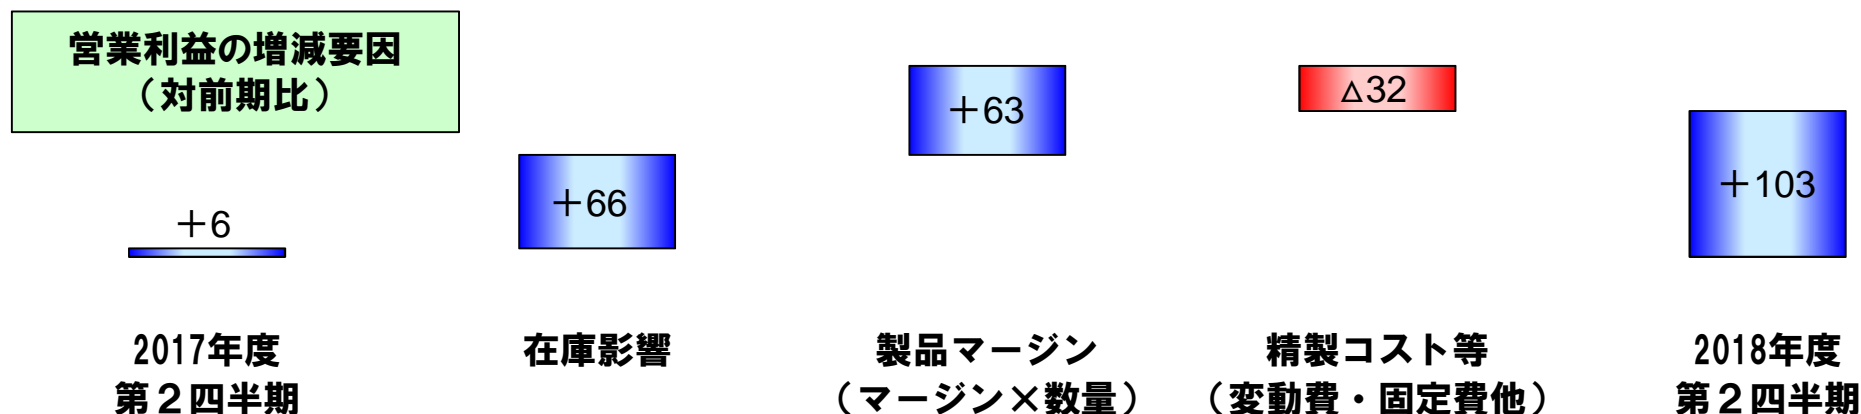 営業利益の増減要因
（対前期比）
＋6
＋66
＋63
△32
＋103
2017年度
第２四半期
在庫影響
製品マージン
（マージン×数量）
精製コスト等
（変動費・固定費他）
2018年度
第２四半期